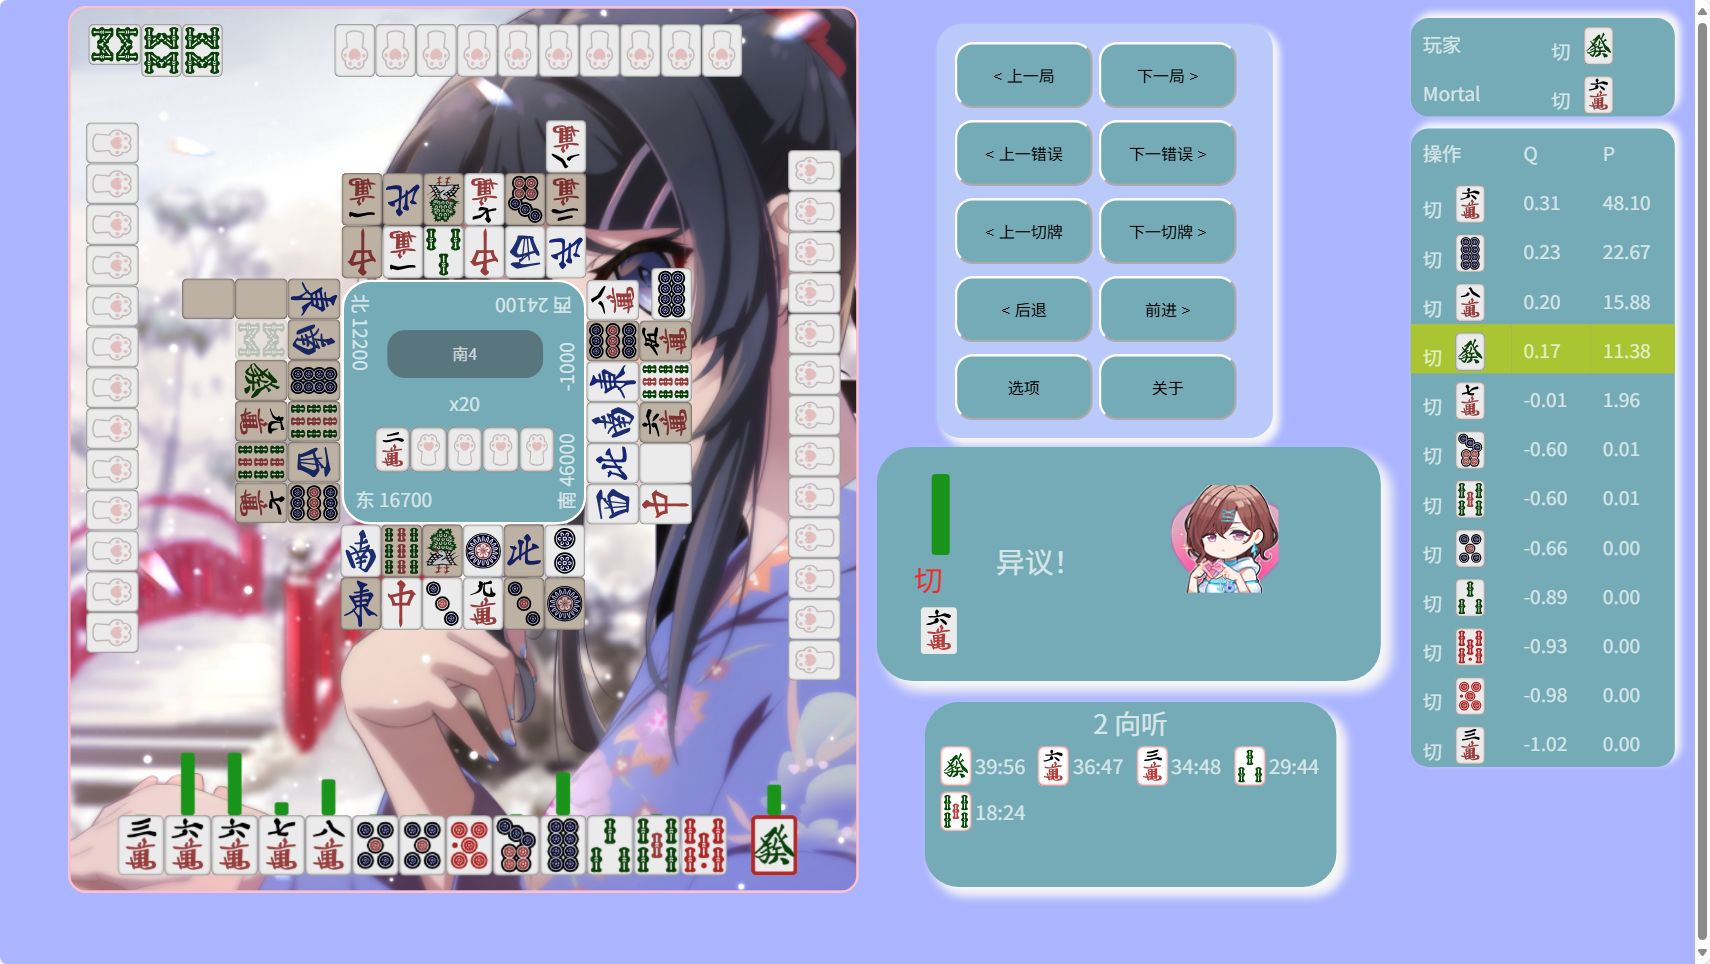 < 上一局
下一局 >
< 上一错误
下一错误 >
< 上一切牌
下一切牌 >
< 后退
前进 >
选项
关于
北 12200
西 24100
南4
-1000
x20
东 16700
南 46000
切
异议！
2 向听
39:56
36:47
34:48
29:44
18:24
玩家
切
Mortal
切
操作 Q P
切 0.31 48.10
切 0.23 22.67
切 0.20 15.88
切 0.17 11.38
切 -0.01 1.96
切 -0.60 0.01
切 -0.60 0.01
切 -0.66 0.00
切 -0.89 0.00
切 -0.93 0.00
切 -0.98 0.00
切 -1.02 0.00